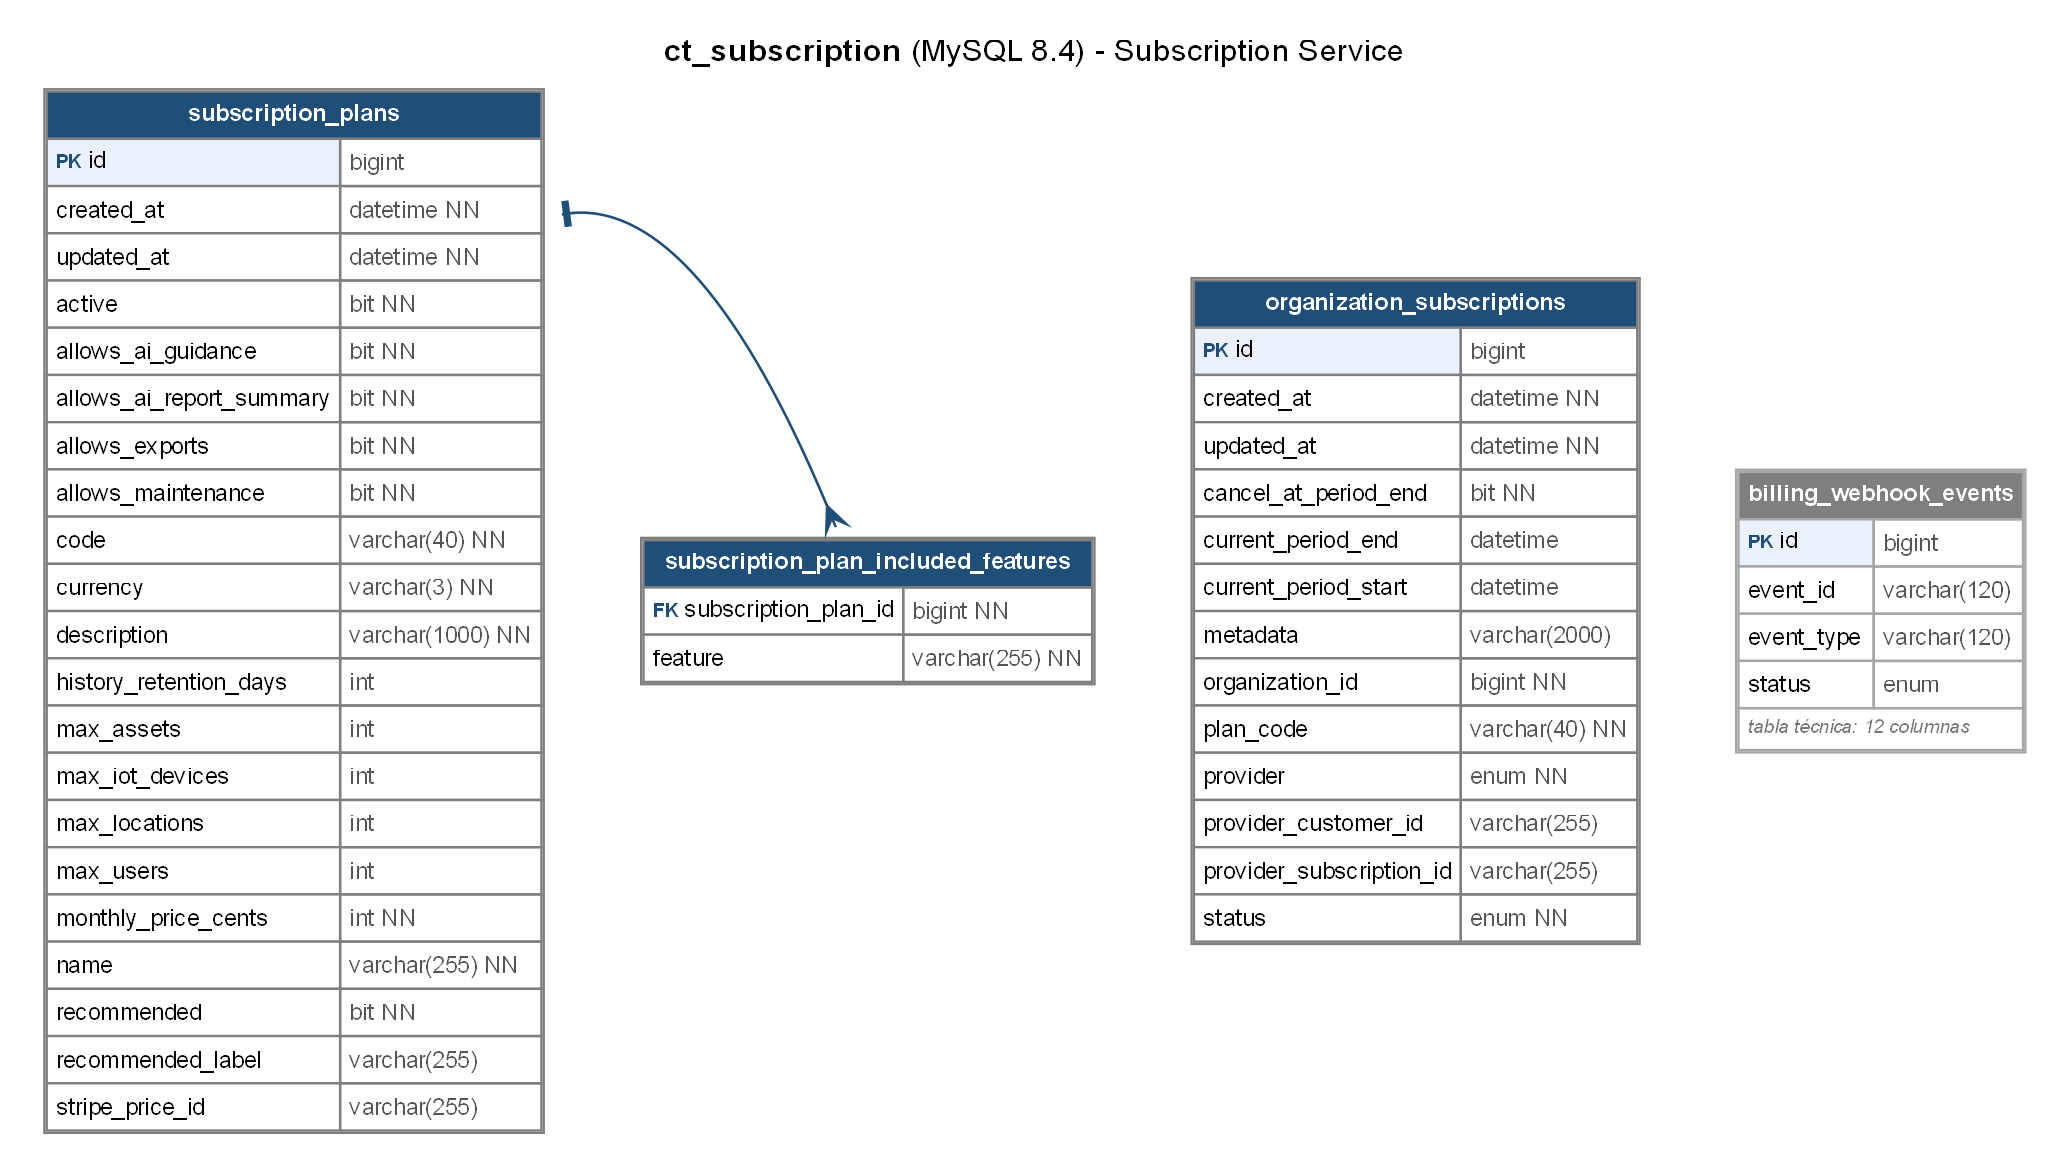 ct_subscription (MySQL 8.4) - Subscription Service
subscription_plans
PK id bigint
created_at datetime NN
updated_at datetime NN
active bit NN
allows_ai_guidance bit NN
allows_ai_report_summary bit NN
allows_exports bit NN
allows_maintenance bit NN
code varchar(40) NN
currency varchar(3) NN
description varchar(1000) NN
history_retention_days int
max_assets int
max_iot_devices int
max_locations int
max_users int
monthly_price_cents int NN
name varchar(255) NN
recommended bit NN
recommended_label varchar(255)
stripe_price_id varchar(255)
subscription_plan_included_features
FK subscription_plan_id bigint NN
feature varchar(255) NN
organization_subscriptions
PK id bigint
created_at datetime NN
updated_at datetime NN
cancel_at_period_end bit NN
current_period_end datetime
current_period_start datetime
metadata varchar(2000)
organization_id bigint NN
plan_code varchar(40) NN
provider enum NN
provider_customer_id varchar(255)
provider_subscription_id varchar(255)
status enum NN
billing_webhook_events
PK id bigint
event_id varchar(120)
event_type varchar(120)
status enum
tabla técnica: 12 columnas